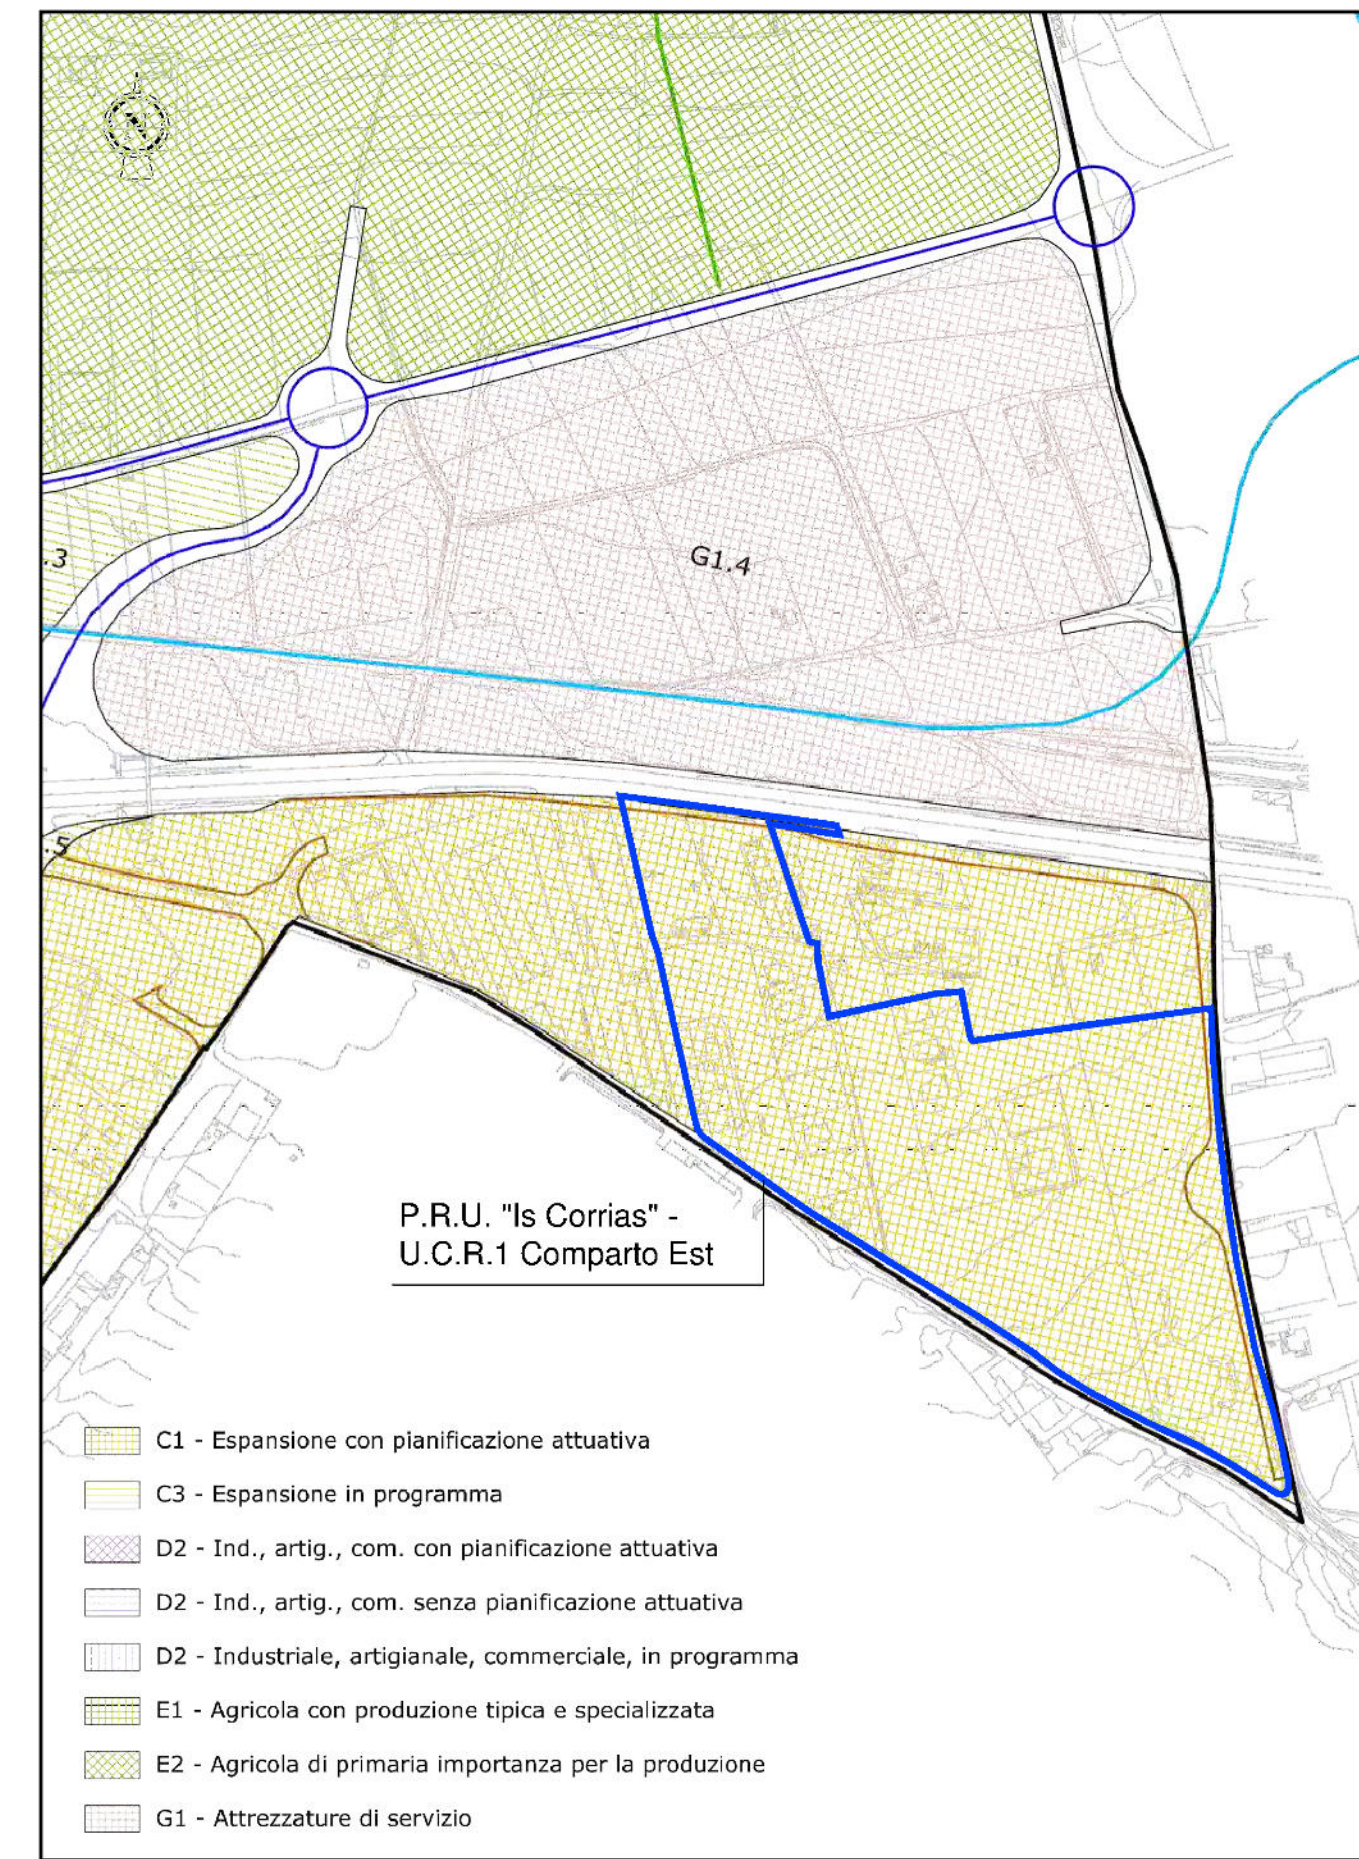 .3
G1.4
.5
P.R.U. "Is Corrias" -
U.C.R.1 Comparto Est
C1 - Espansione con pianificazione attuativa
C3 - Espansione in programma
D2 - Ind., artig., com. con pianificazione attuativa
D2 - Ind., artig., com. senza pianificazione attuativa
D2 - Industriale, artigianale, commerciale, in programma
E1 - Agricola con produzione tipica e specializzata
E2 - Agricola di primaria importanza per la produzione
G1 - Attrezzature di servizio